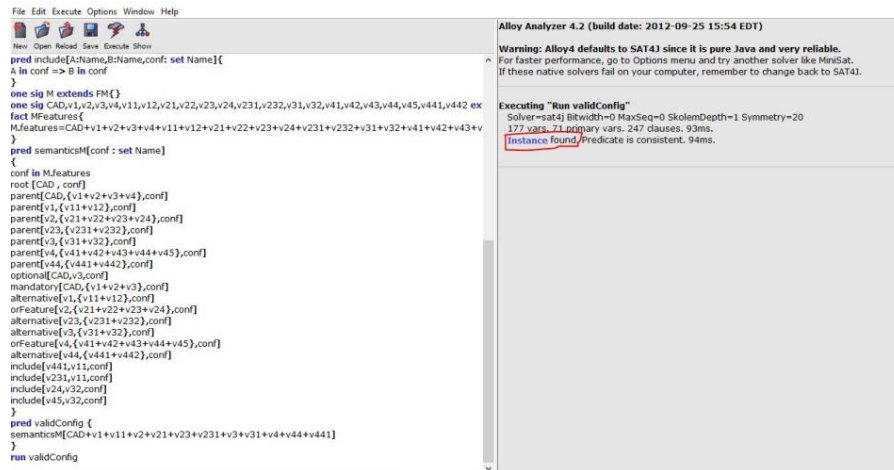 File Edit Execute Options Window Help
New Open Reload Save Execute Show
pred include[A:Name,B:Name,conf: set Name]{
A in conf => B in conf
}
one sig M extends FM{}
one sig CAD,v1,v2,v3,v4,v11,v12,v21,v22,v23,v24,v231,v232,v31,v32,v41,v42,v43,v44,v45,v441,v442 ex
fact MFeatures{
M.features=CAD+v1+v2+v3+v4+v11+v12+v21+v22+v23+v24+v231+v232+v31+v32+v41+v42+v43+v
}
pred semanticsM[conf : set Name]
{
conf in M.features
root [CAD , conf]
parent[CAD,{v1+v2+v3+v4},conf]
parent[v1,{v11+v12},conf]
parent[v2,{v21+v22+v23+v24},conf]
parent[v23,{v231+v232},conf]
parent[v3,{v31+v32},conf]
parent[v4,{v41+v42+v43+v44+v45},conf]
parent[v44,{v441+v442},conf]
optional[CAD,v3,conf]
mandatory[CAD,{v1+v2+v3},conf]
alternative[v1,{v11+v12},conf]
orFeature[v2,{v21+v22+v23+v24},conf]
alternative[v23,{v231+v232},conf]
alternative[v3,{v31+v32},conf]
orFeature[v4,{v41+v42+v43+v44+v45},conf]
alternative[v44,{v441+v442},conf]
include[v441,v11,conf]
include[v231,v11,conf]
include[v24,v32,conf]
include[v45,v32,conf]
}
pred validConfig {
semanticsM[CAD+v1+v11+v2+v21+v23+v231+v3+v31+v4+v44+v441]
}
run validConfig
Alloy Analyzer 4.2 (build date: 2012-09-25 15:54 EDT)
Warning: Alloy4 defaults to SAT4J since it is pure Java and very reliable.
For faster performance, go to Options menu and try another solver like MiniSat.
If these native solvers fail on your computer, remember to change back to SAT4J.
Executing "Run validConfig"
Solver=sat4j Bitwidth=0 MaxSeq=0 SkolemDepth=1 Symmetry=20
177 vars. 71 primary vars. 247 clauses. 93ms.
Instance found. Predicate is consistent. 94ms.